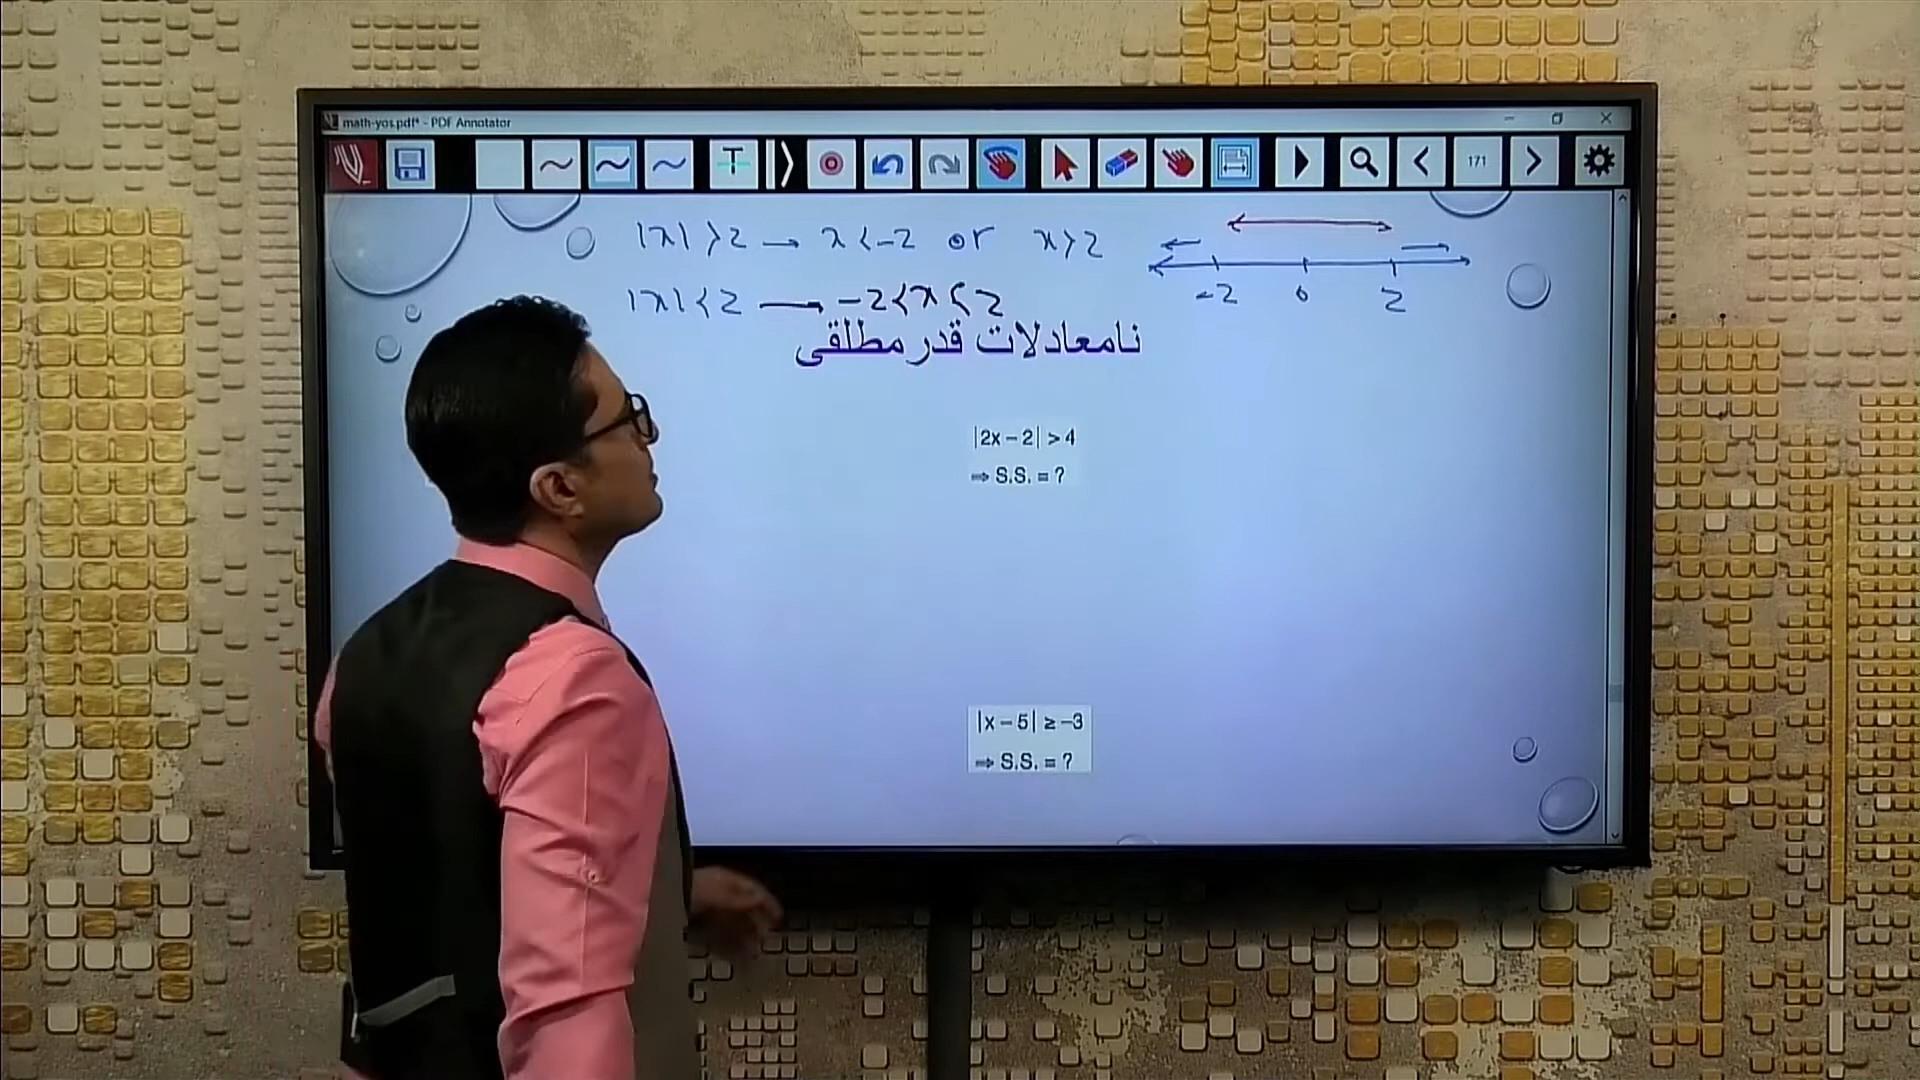 math-yos.pdf* - PDF Annotator
171
|x| > 2 → x < -2 or x > 2
-2 0 2
|x| < 2 → -2 < x < 2
نامعادلات قدر مطلقی
|2x – 2| > 4
⇒ S.S. = ?
|x – 5| ≥ –3
⇒ S.S. = ?